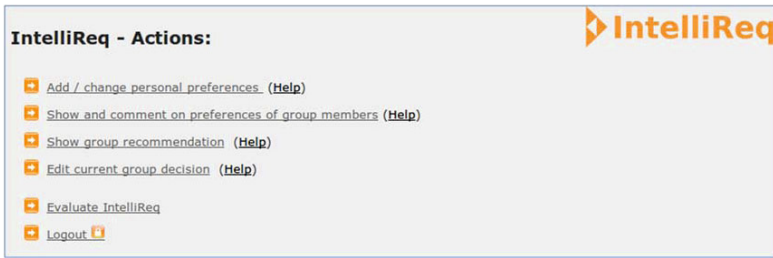 IntelliReq
IntelliReq - Actions:
Add / change personal preferences (Help)
Show and comment on preferences of group members (Help)
Show group recommendation (Help)
Edit current group decision (Help)
Evaluate IntelliReq
Logout